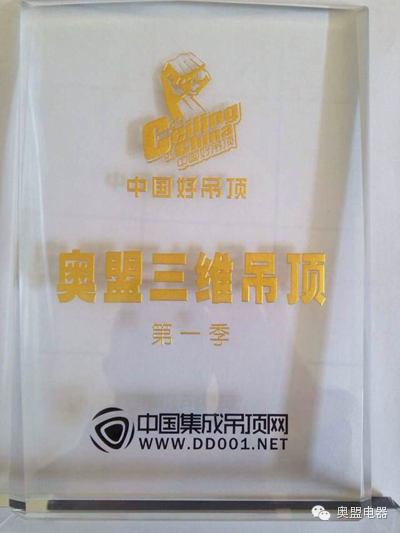 Ceiling
China
中国好吊顶
中国好吊顶
奥盟三维吊顶
第一季
中国集成吊顶网
WWW.DD001.NET
奥盟电器